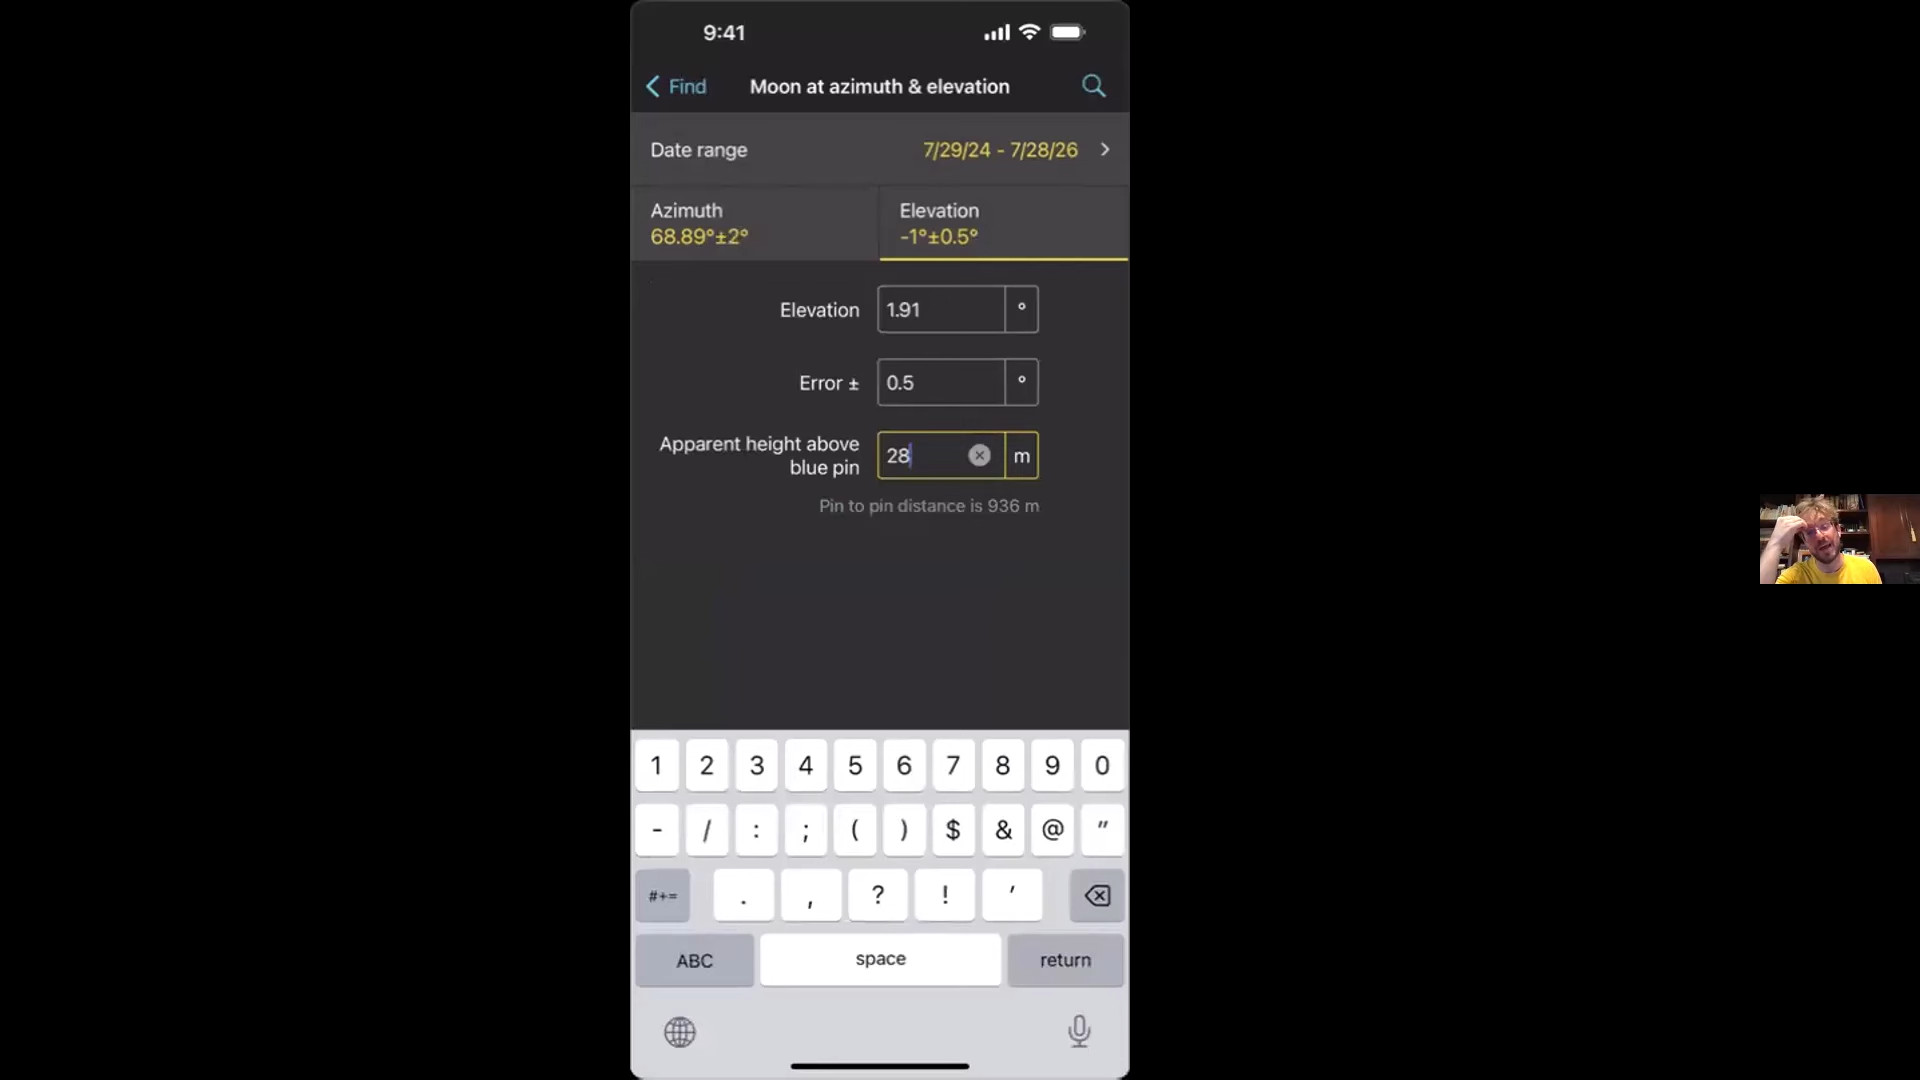 9:41
Find
Moon at azimuth & elevation
Date range
7/29/24 - 7/28/26
Azimuth
68.89°±2°
Elevation
-1°±0.5°
Elevation
1.91
°
Error ±
0.5
°
Apparent height above
blue pin
28
m
Pin to pin distance is 936 m
1 2 3 4 5 6 7 8 9 0
- / : ; ( ) $ & @ "
#+= . , ? ! '
ABC space return